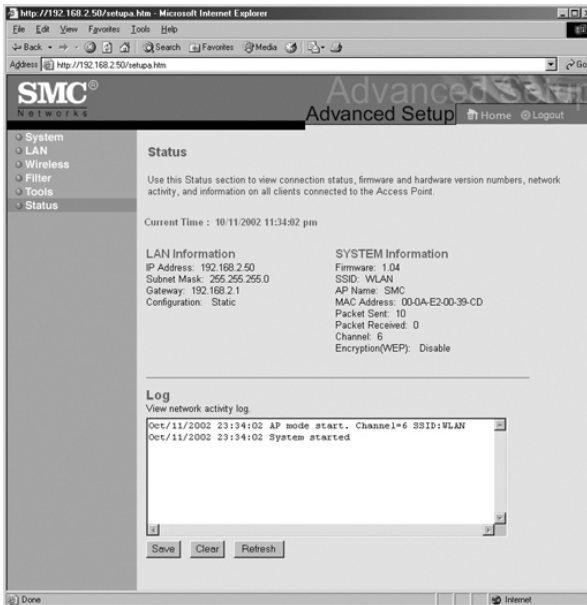 http://192.168.2.50/setupa.htm - Microsoft Internet Explorer
File Edit View Favorites Tools Help
Back Search Favorites Media
Address http://192.168.2.50/setupa.htm Go
SMC®
Networks
Advanced Setup
Advanced Setup Home Logout
System
LAN
Wireless
Filter
Tools
Status
Status
Use this Status section to view connection status, firmware and hardware version numbers, network
activity, and information on all clients connected to the Access Point.
Current Time : 10/11/2002 11:34:02 pm
LAN Information
IP Address: 192.168.2.50
Subnet Mask: 255.255.255.0
Gateway: 192.168.2.1
Configuration: Static
SYSTEM Information
Firmware: 1.04
SSID: WLAN
AP Name: SMC
MAC Address: 00-0A-E2-00-39-CD
Packet Sent: 10
Packet Received: 0
Channel: 6
Encryption(WEP): Disable
Log
View network activity log.
Oct/11/2002 23:34:02 AP mode start. Channel=6 SSID:WLAN
Oct/11/2002 23:34:02 System started
Save Clear Refresh
Done Internet